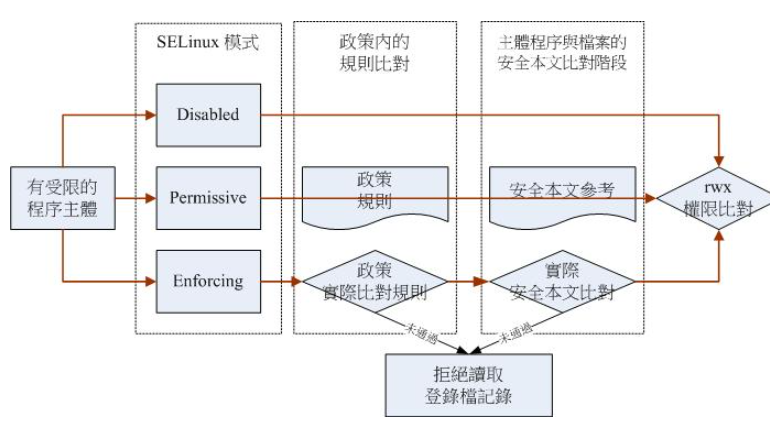 SELinux 模式
政策內的
規則比對
主體程序與檔案的
安全本文比對階段
Disabled
有受限的
程序主體
Permissive
政策
規則
安全本文參考
rwx
權限比對
Enforcing
政策
實際比對規則
實際
安全本文比對
未通過
未通過
拒絕讀取
登錄檔記錄